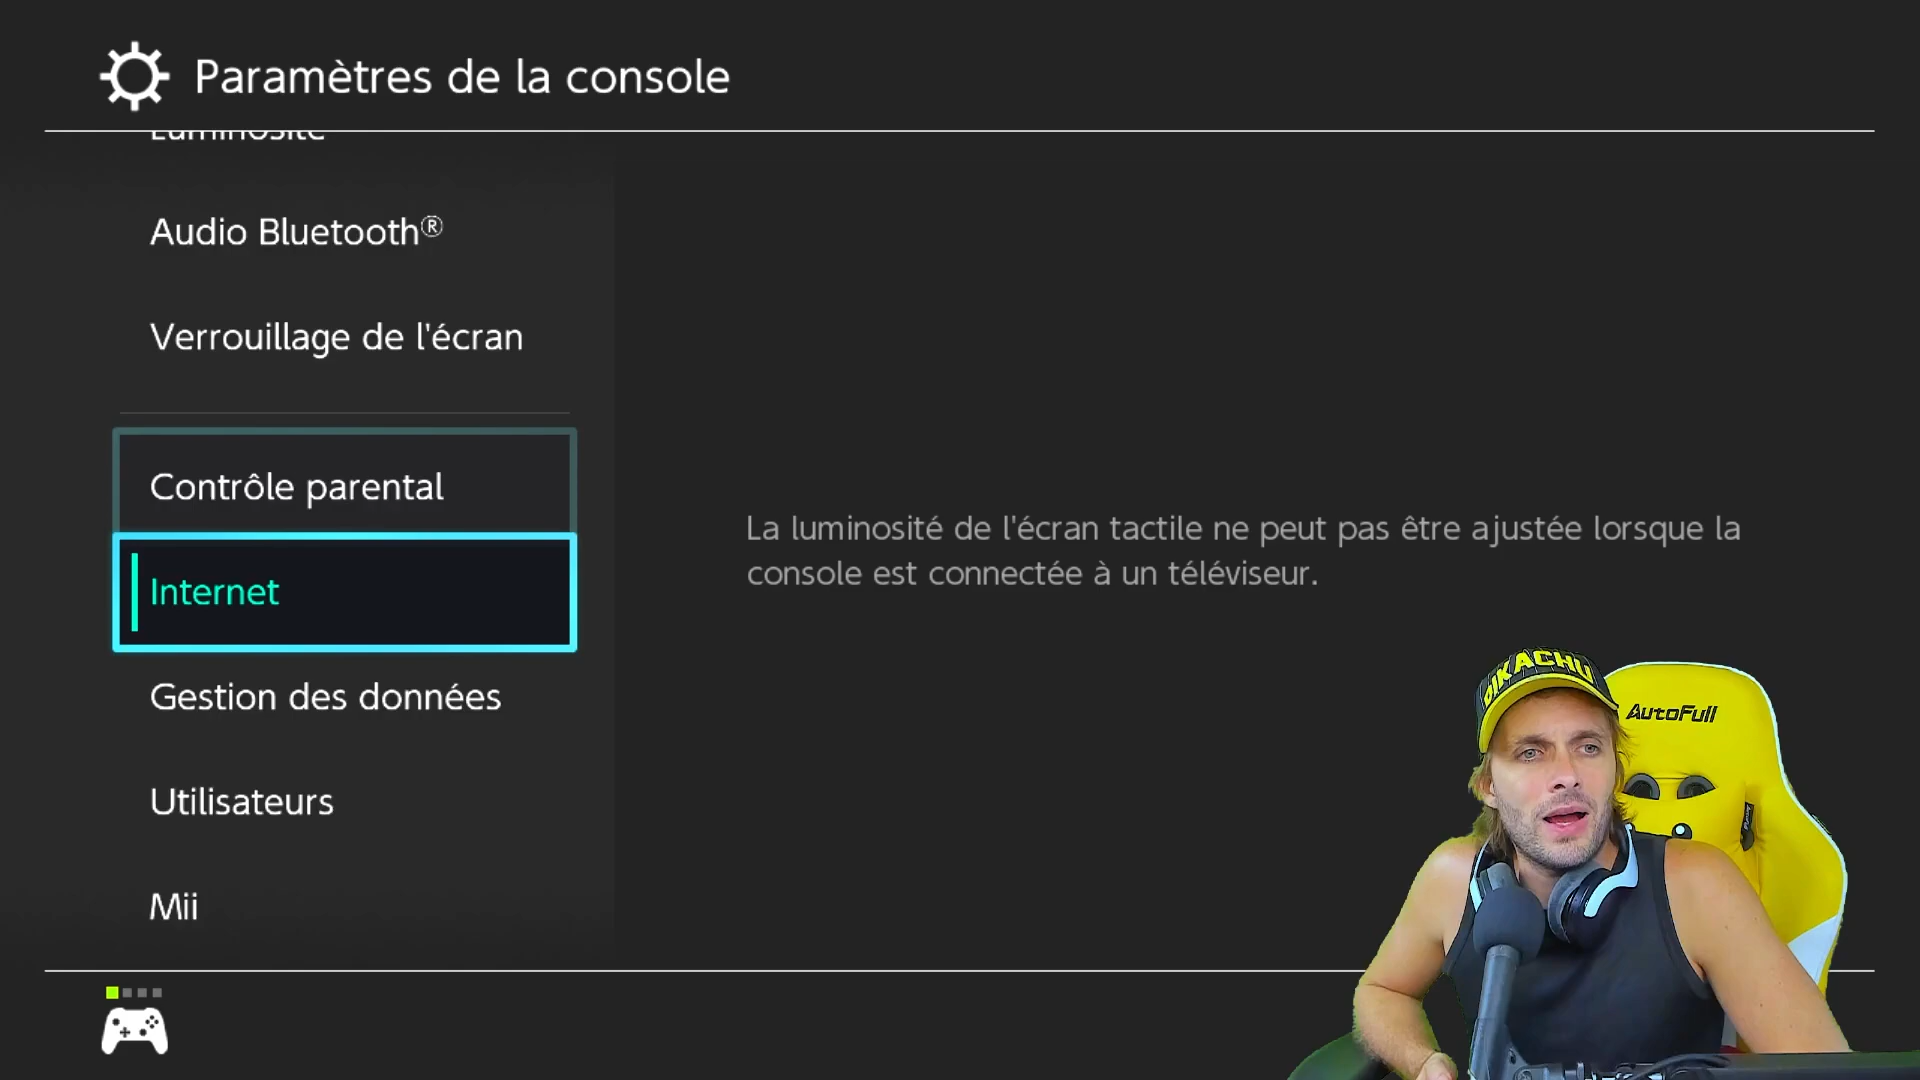 Paramètres de la console
Luminosité
Audio Bluetooth®
Verrouillage de l'écran
Contrôle parental
Internet
Gestion des données
Utilisateurs
Mii
La luminosité de l'écran tactile ne peut pas être ajustée lorsque la
console est connectée à un téléviseur.
PIKACHU
AutoFull